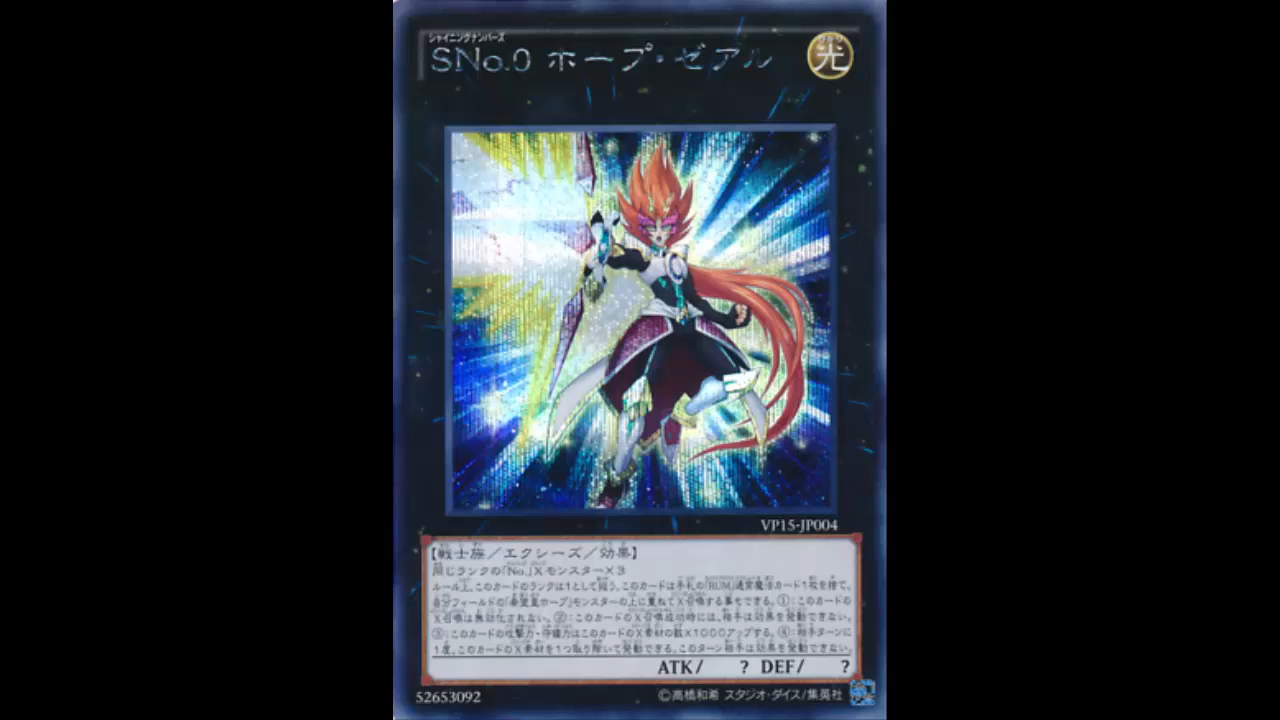 シャイニングナンバーズ
SNo.0 ホープ・ゼアル
光
VP15-JP004
【戦士族/エクシーズ/効果】
同じランクの「No.」Xモンスター×3
ルール上、このカードのランクは1として扱う。このカードは手札の「RUM」通常魔法カード1枚を捨て、
自分フィールドの「希望皇ホープ」モンスターの上に重ねてX召喚する事もできる。①:このカードの
X召喚は無効化されない。②:このカードのX召喚成功時には、相手は効果を発動できない。
③:このカードの攻撃力・守備力はこのカードのX素材の数×1000アップする。④:相手ターンに
1度、このカードのX素材を1つ取り除いて発動できる。このターン相手は効果を発動できない。
ATK/ ? DEF/ ?
52653092 ©高橋和希 スタジオ・ダイス/集英社